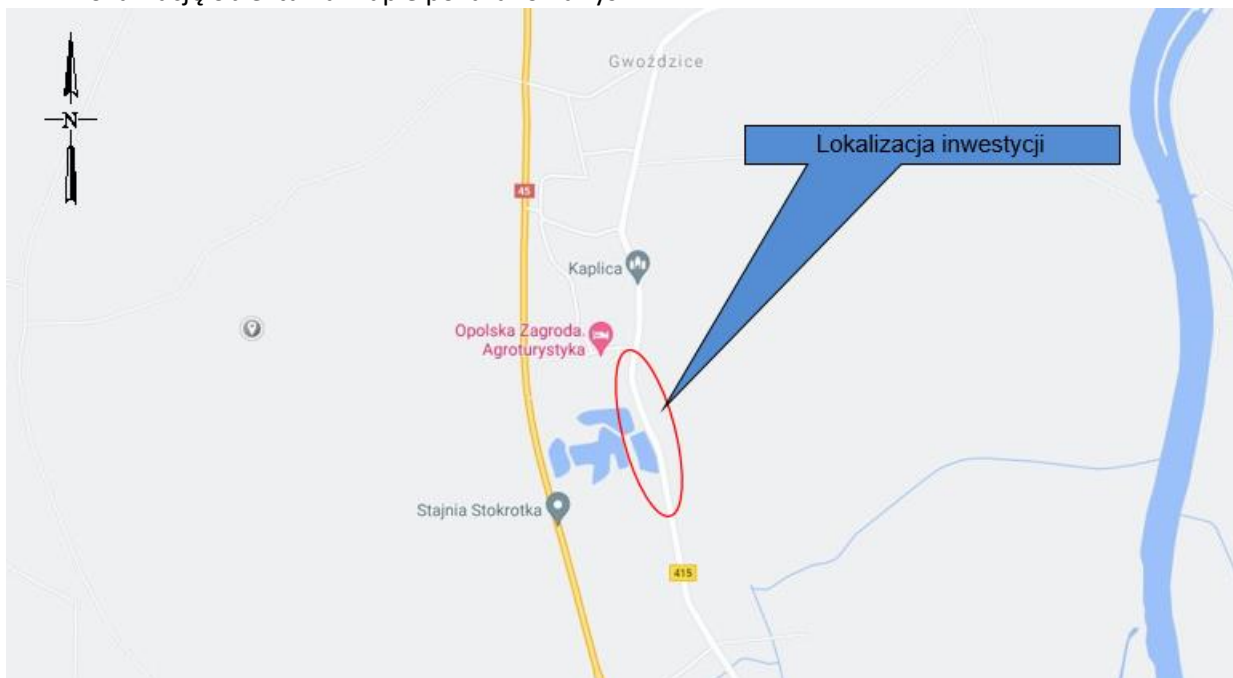 Gwoździce
N
Lokalizacja inwestycji
45
Kaplica
Opolska Zagroda.
Agroturystyka
Stajnia Stokrotka
415